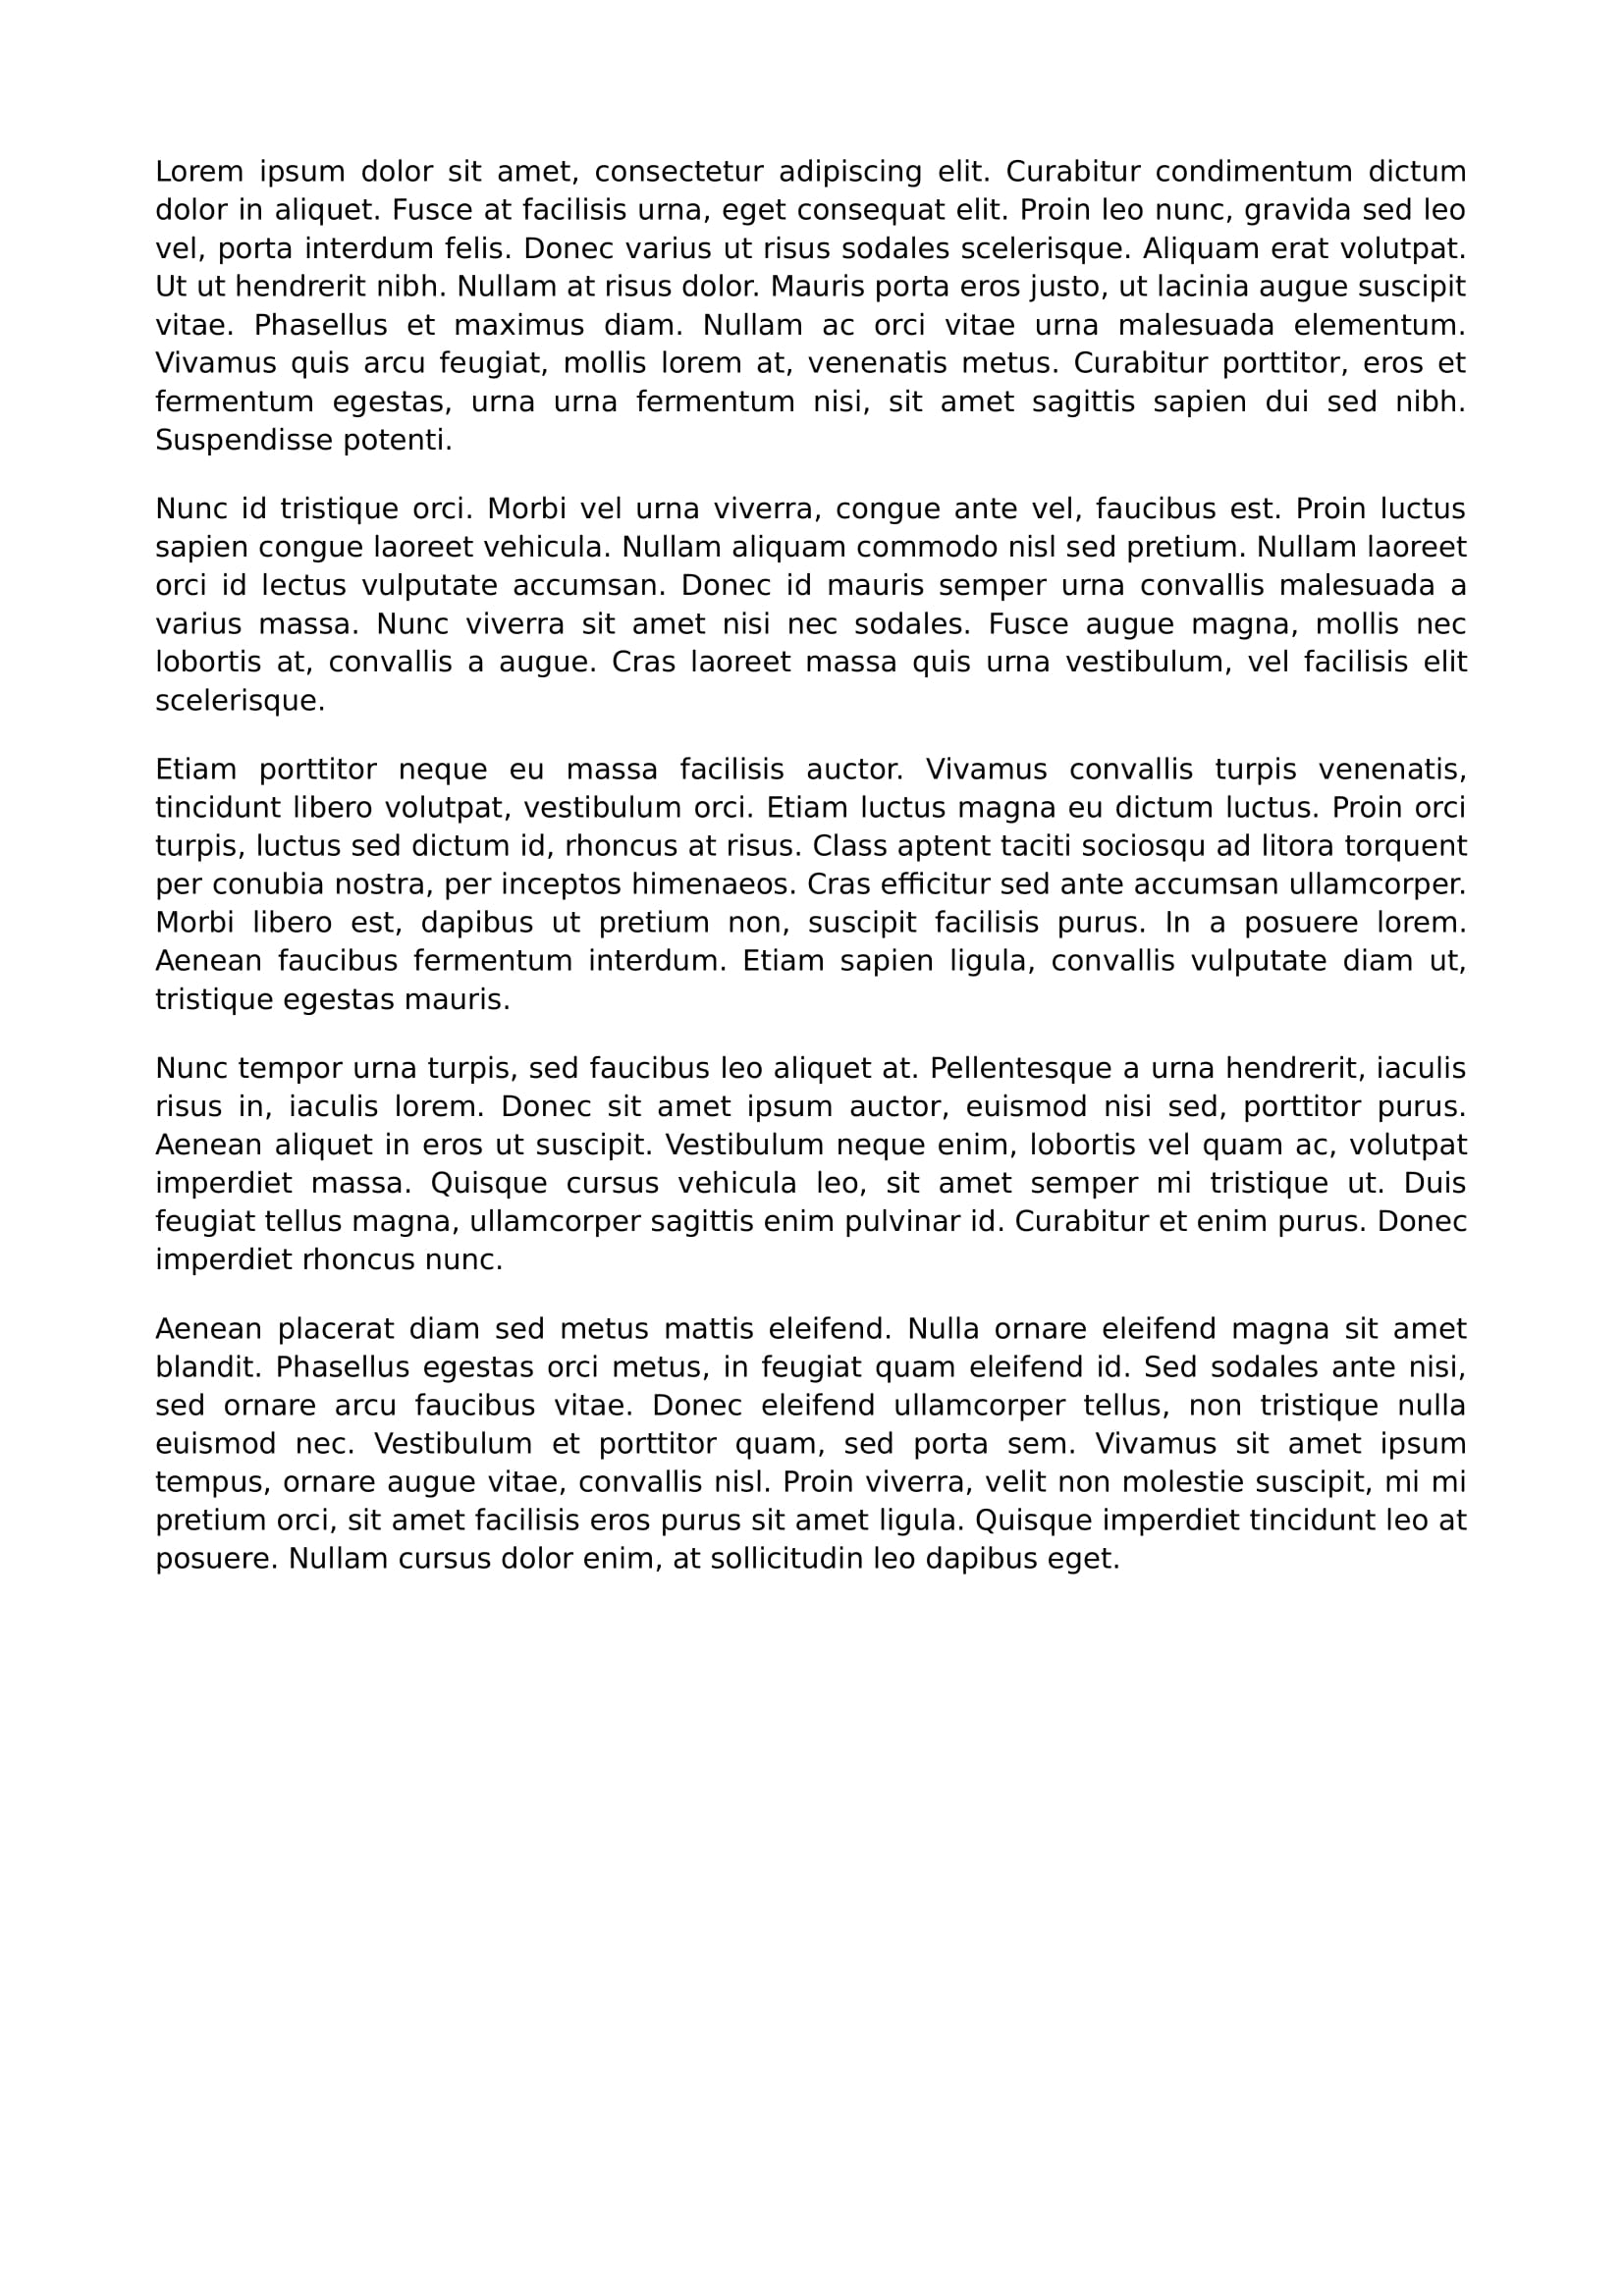 Lorem ipsum dolor sit amet, consectetur adipiscing elit. Curabitur condimentum dictum
dolor in aliquet. Fusce at facilisis urna, eget consequat elit. Proin leo nunc, gravida sed leo
vel, porta interdum felis. Donec varius ut risus sodales scelerisque. Aliquam erat volutpat.
Ut ut hendrerit nibh. Nullam at risus dolor. Mauris porta eros justo, ut lacinia augue suscipit
vitae. Phasellus et maximus diam. Nullam ac orci vitae urna malesuada elementum.
Vivamus quis arcu feugiat, mollis lorem at, venenatis metus. Curabitur porttitor, eros et
fermentum egestas, urna urna fermentum nisi, sit amet sagittis sapien dui sed nibh.
Suspendisse potenti.
Nunc id tristique orci. Morbi vel urna viverra, congue ante vel, faucibus est. Proin luctus
sapien congue laoreet vehicula. Nullam aliquam commodo nisl sed pretium. Nullam laoreet
orci id lectus vulputate accumsan. Donec id mauris semper urna convallis malesuada a
varius massa. Nunc viverra sit amet nisi nec sodales. Fusce augue magna, mollis nec
lobortis at, convallis a augue. Cras laoreet massa quis urna vestibulum, vel facilisis elit
scelerisque.
Etiam porttitor neque eu massa facilisis auctor. Vivamus convallis turpis venenatis,
tincidunt libero volutpat, vestibulum orci. Etiam luctus magna eu dictum luctus. Proin orci
turpis, luctus sed dictum id, rhoncus at risus. Class aptent taciti sociosqu ad litora torquent
per conubia nostra, per inceptos himenaeos. Cras efficitur sed ante accumsan ullamcorper.
Morbi libero est, dapibus ut pretium non, suscipit facilisis purus. In a posuere lorem.
Aenean faucibus fermentum interdum. Etiam sapien ligula, convallis vulputate diam ut,
tristique egestas mauris.
Nunc tempor urna turpis, sed faucibus leo aliquet at. Pellentesque a urna hendrerit, iaculis
risus in, iaculis lorem. Donec sit amet ipsum auctor, euismod nisi sed, porttitor purus.
Aenean aliquet in eros ut suscipit. Vestibulum neque enim, lobortis vel quam ac, volutpat
imperdiet massa. Quisque cursus vehicula leo, sit amet semper mi tristique ut. Duis
feugiat tellus magna, ullamcorper sagittis enim pulvinar id. Curabitur et enim purus. Donec
imperdiet rhoncus nunc.
Aenean placerat diam sed metus mattis eleifend. Nulla ornare eleifend magna sit amet
blandit. Phasellus egestas orci metus, in feugiat quam eleifend id. Sed sodales ante nisi,
sed ornare arcu faucibus vitae. Donec eleifend ullamcorper tellus, non tristique nulla
euismod nec. Vestibulum et porttitor quam, sed porta sem. Vivamus sit amet ipsum
tempus, ornare augue vitae, convallis nisl. Proin viverra, velit non molestie suscipit, mi mi
pretium orci, sit amet facilisis eros purus sit amet ligula. Quisque imperdiet tincidunt leo at
posuere. Nullam cursus dolor enim, at sollicitudin leo dapibus eget.